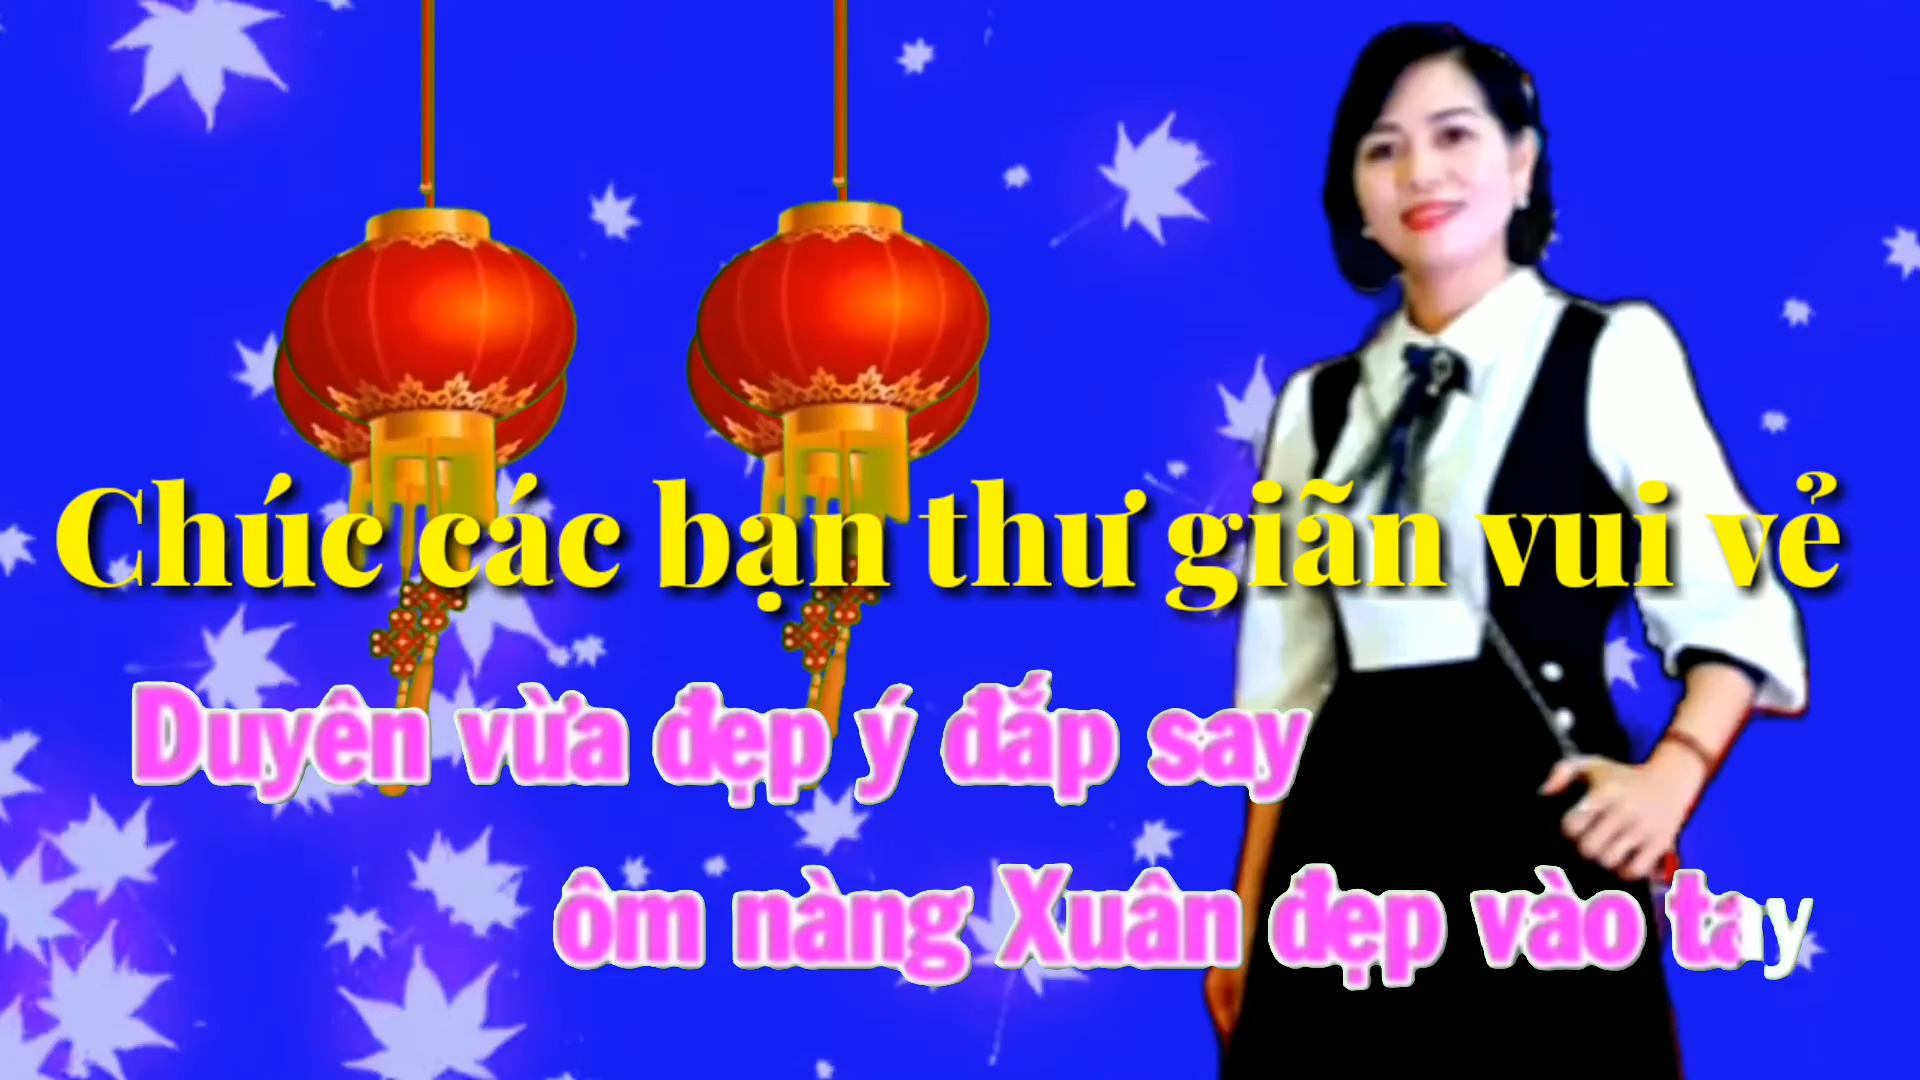 Chúc các bạn thư giãn vui vẻ
Duyên vừa đẹp ý đắp say
ôm nàng Xuân đẹp vào tay